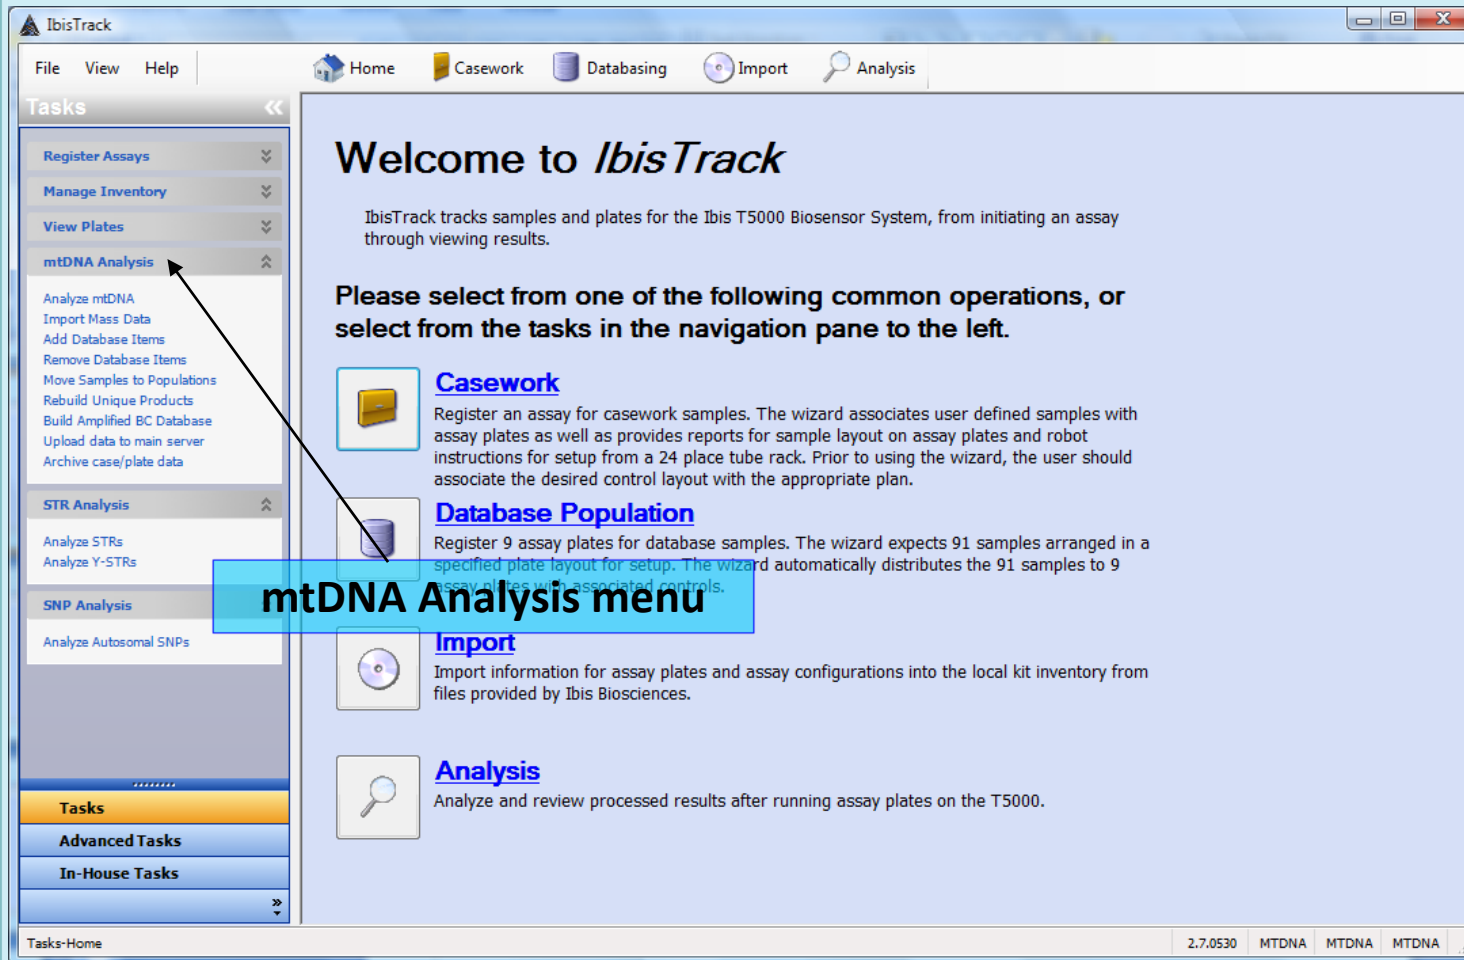 IbisTrack
File View Help Home Casework Databasing Import Analysis
Tasks
Register Assays
Manage Inventory
View Plates
mtDNA Analysis
Analyze mtDNA
Import Mass Data
Add Database Items
Remove Database Items
Move Samples to Populations
Rebuild Unique Products
Build Amplified BC Database
Upload data to main server
Archive case/plate data
STR Analysis
Analyze STRs
Analyze Y-STRs
SNP Analysis
Analyze Autosomal SNPs
Tasks
Advanced Tasks
In-House Tasks
Welcome to IbisTrack
IbisTrack tracks samples and plates for the Ibis T5000 Biosensor System, from initiating an assay
through viewing results.
Please select from one of the following common operations, or
select from the tasks in the navigation pane to the left.
Casework
Register an assay for casework samples. The wizard associates user defined samples with
assay plates as well as provides reports for sample layout on assay plates and robot
instructions for setup from a 24 place tube rack. Prior to using the wizard, the user should
associate the desired control layout with the appropriate plan.
Database Population
Register 9 assay plates for database samples. The wizard expects 91 samples arranged in a
specified plate layout for setup. The wizard automatically distributes the 91 samples to 9
assay plates with associated controls.
mtDNA Analysis menu
Import
Import information for assay plates and assay configurations into the local kit inventory from
files provided by Ibis Biosciences.
Analysis
Analyze and review processed results after running assay plates on the T5000.
Tasks-Home 2.7.0530 MTDNA MTDNA MTDNA